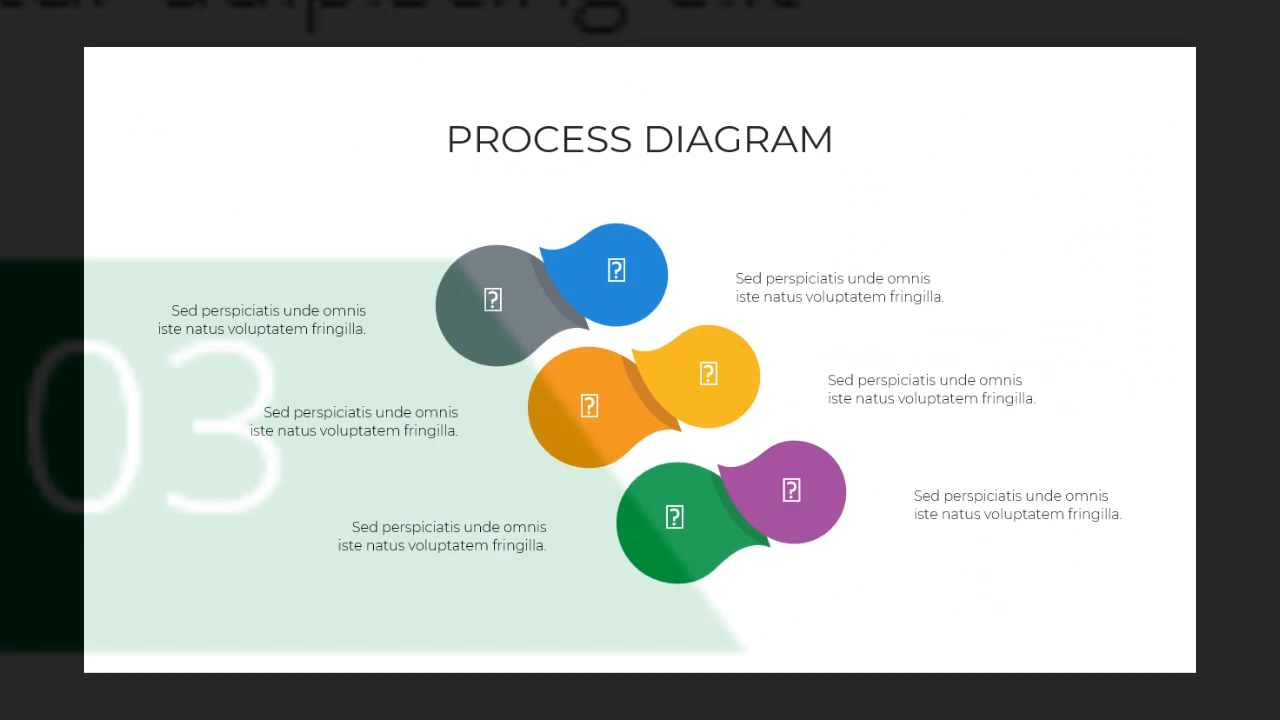 adipiscing elit
PROCESS DIAGRAM
Sed perspiciatis unde omnis
iste natus voluptatem fringilla.
Sed perspiciatis unde omnis
iste natus voluptatem fringilla.
03
Sed perspiciatis unde omnis
iste natus voluptatem fringilla.
Sed perspiciatis unde omnis
iste natus voluptatem fringilla.
Sed perspiciatis unde omnis
iste natus voluptatem fringilla.
Sed perspiciatis unde omnis
iste natus voluptatem fringilla.